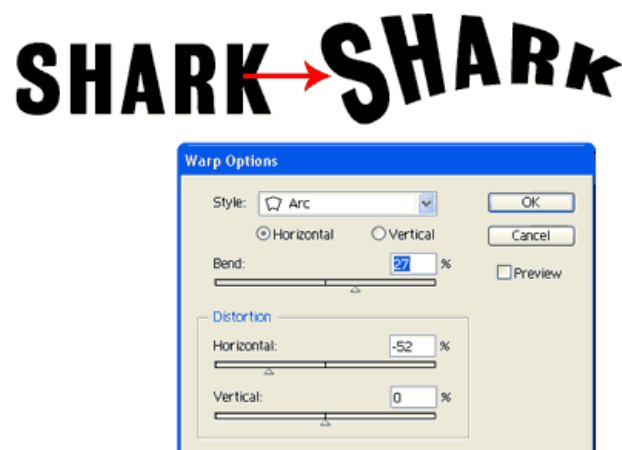 SHARK SHARK
Warp Options
Style: Arc OK
Horizontal Vertical Cancel
Bend: 27 % Preview
Distortion
Horizontal: -52 %
Vertical: 0 %